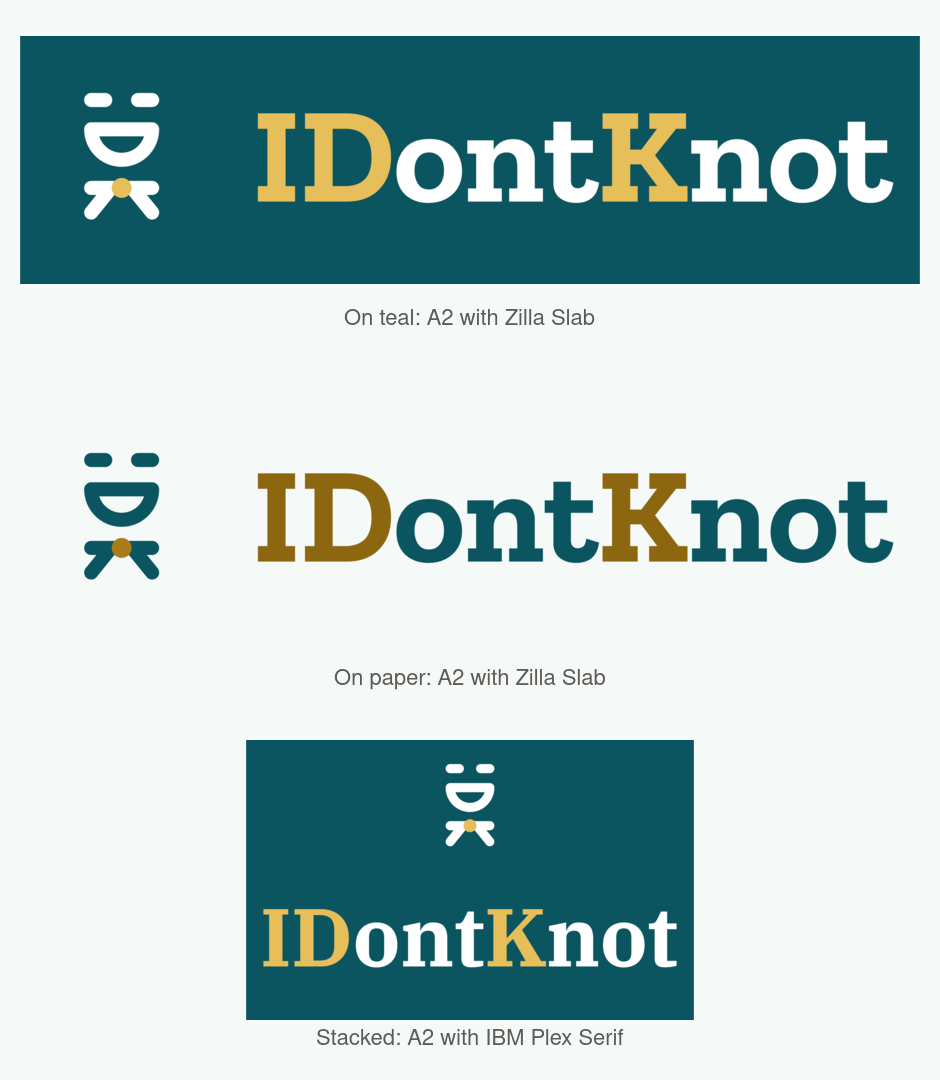 IDontKnot
On teal: A2 with Zilla Slab
IDontKnot
On paper: A2 with Zilla Slab
IDontKnot
Stacked: A2 with IBM Plex Serif